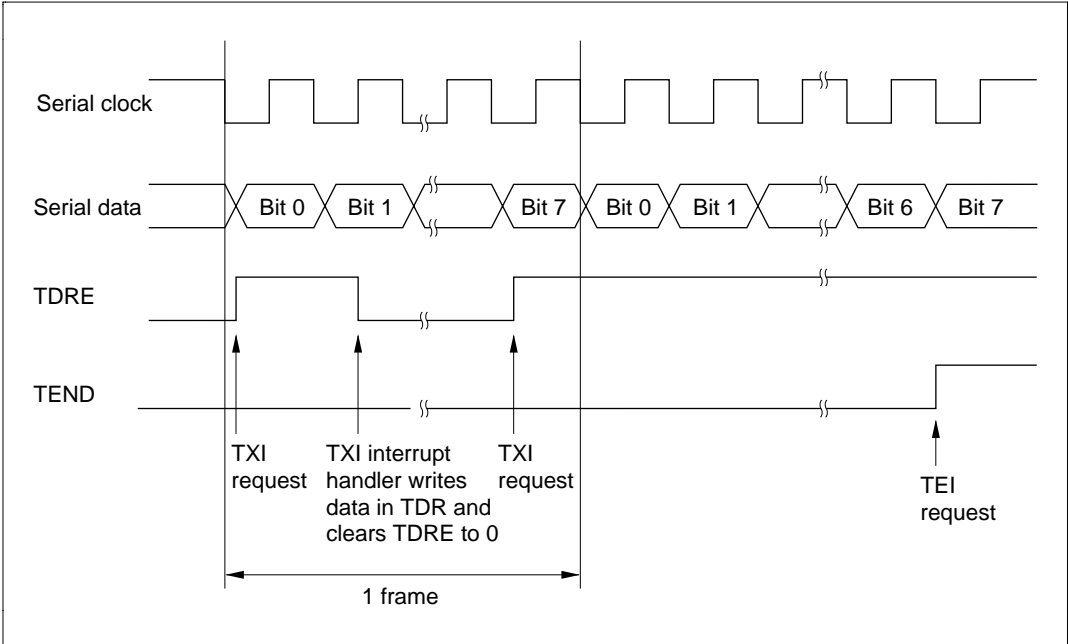 Serial clock
Serial data
Bit 0
Bit 1
Bit 7
Bit 0
Bit 1
Bit 6
Bit 7
TDRE
TEND
TXI
request
TXI interrupt
handler writes
data in TDR and
clears TDRE to 0
TXI
request
TEI
request
1 frame